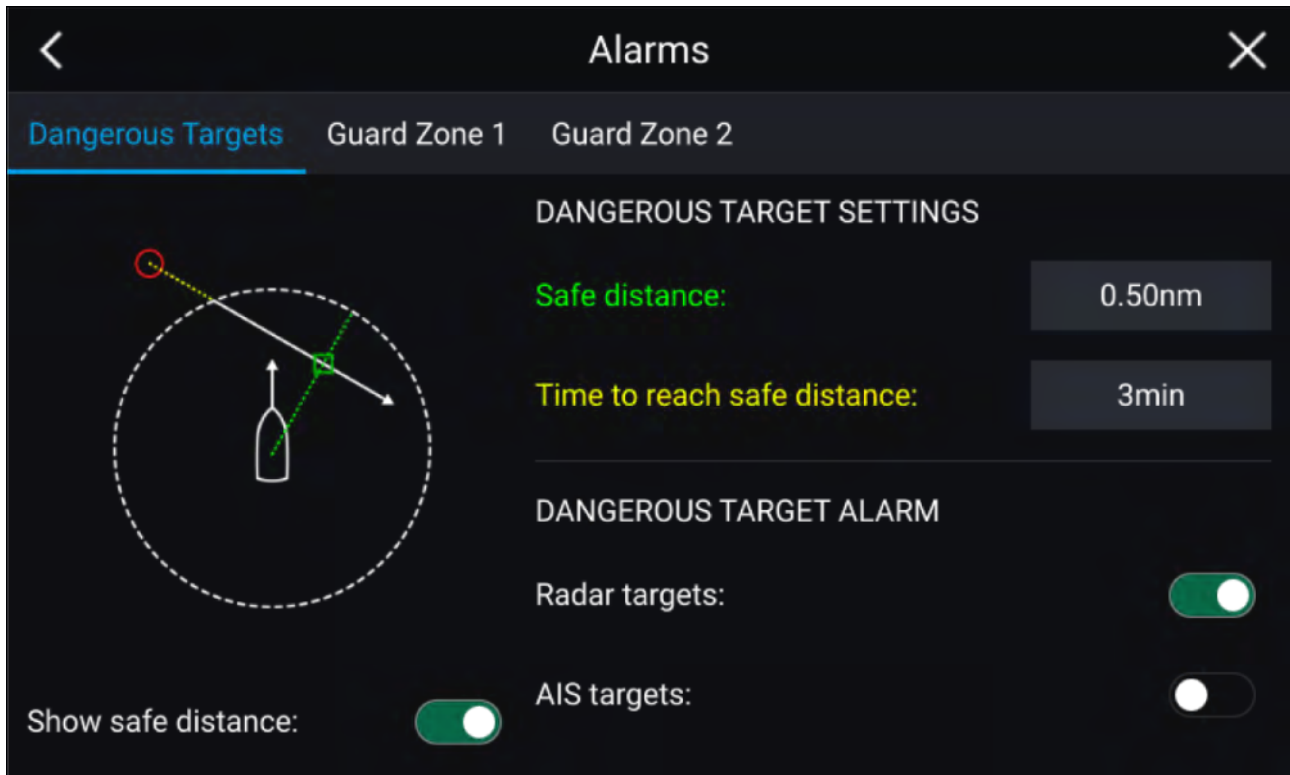 Alarms
Dangerous Targets Guard Zone 1 Guard Zone 2
DANGEROUS TARGET SETTINGS
Safe distance: 0.50nm
Time to reach safe distance: 3min
DANGEROUS TARGET ALARM
Radar targets:
AIS targets:
Show safe distance: